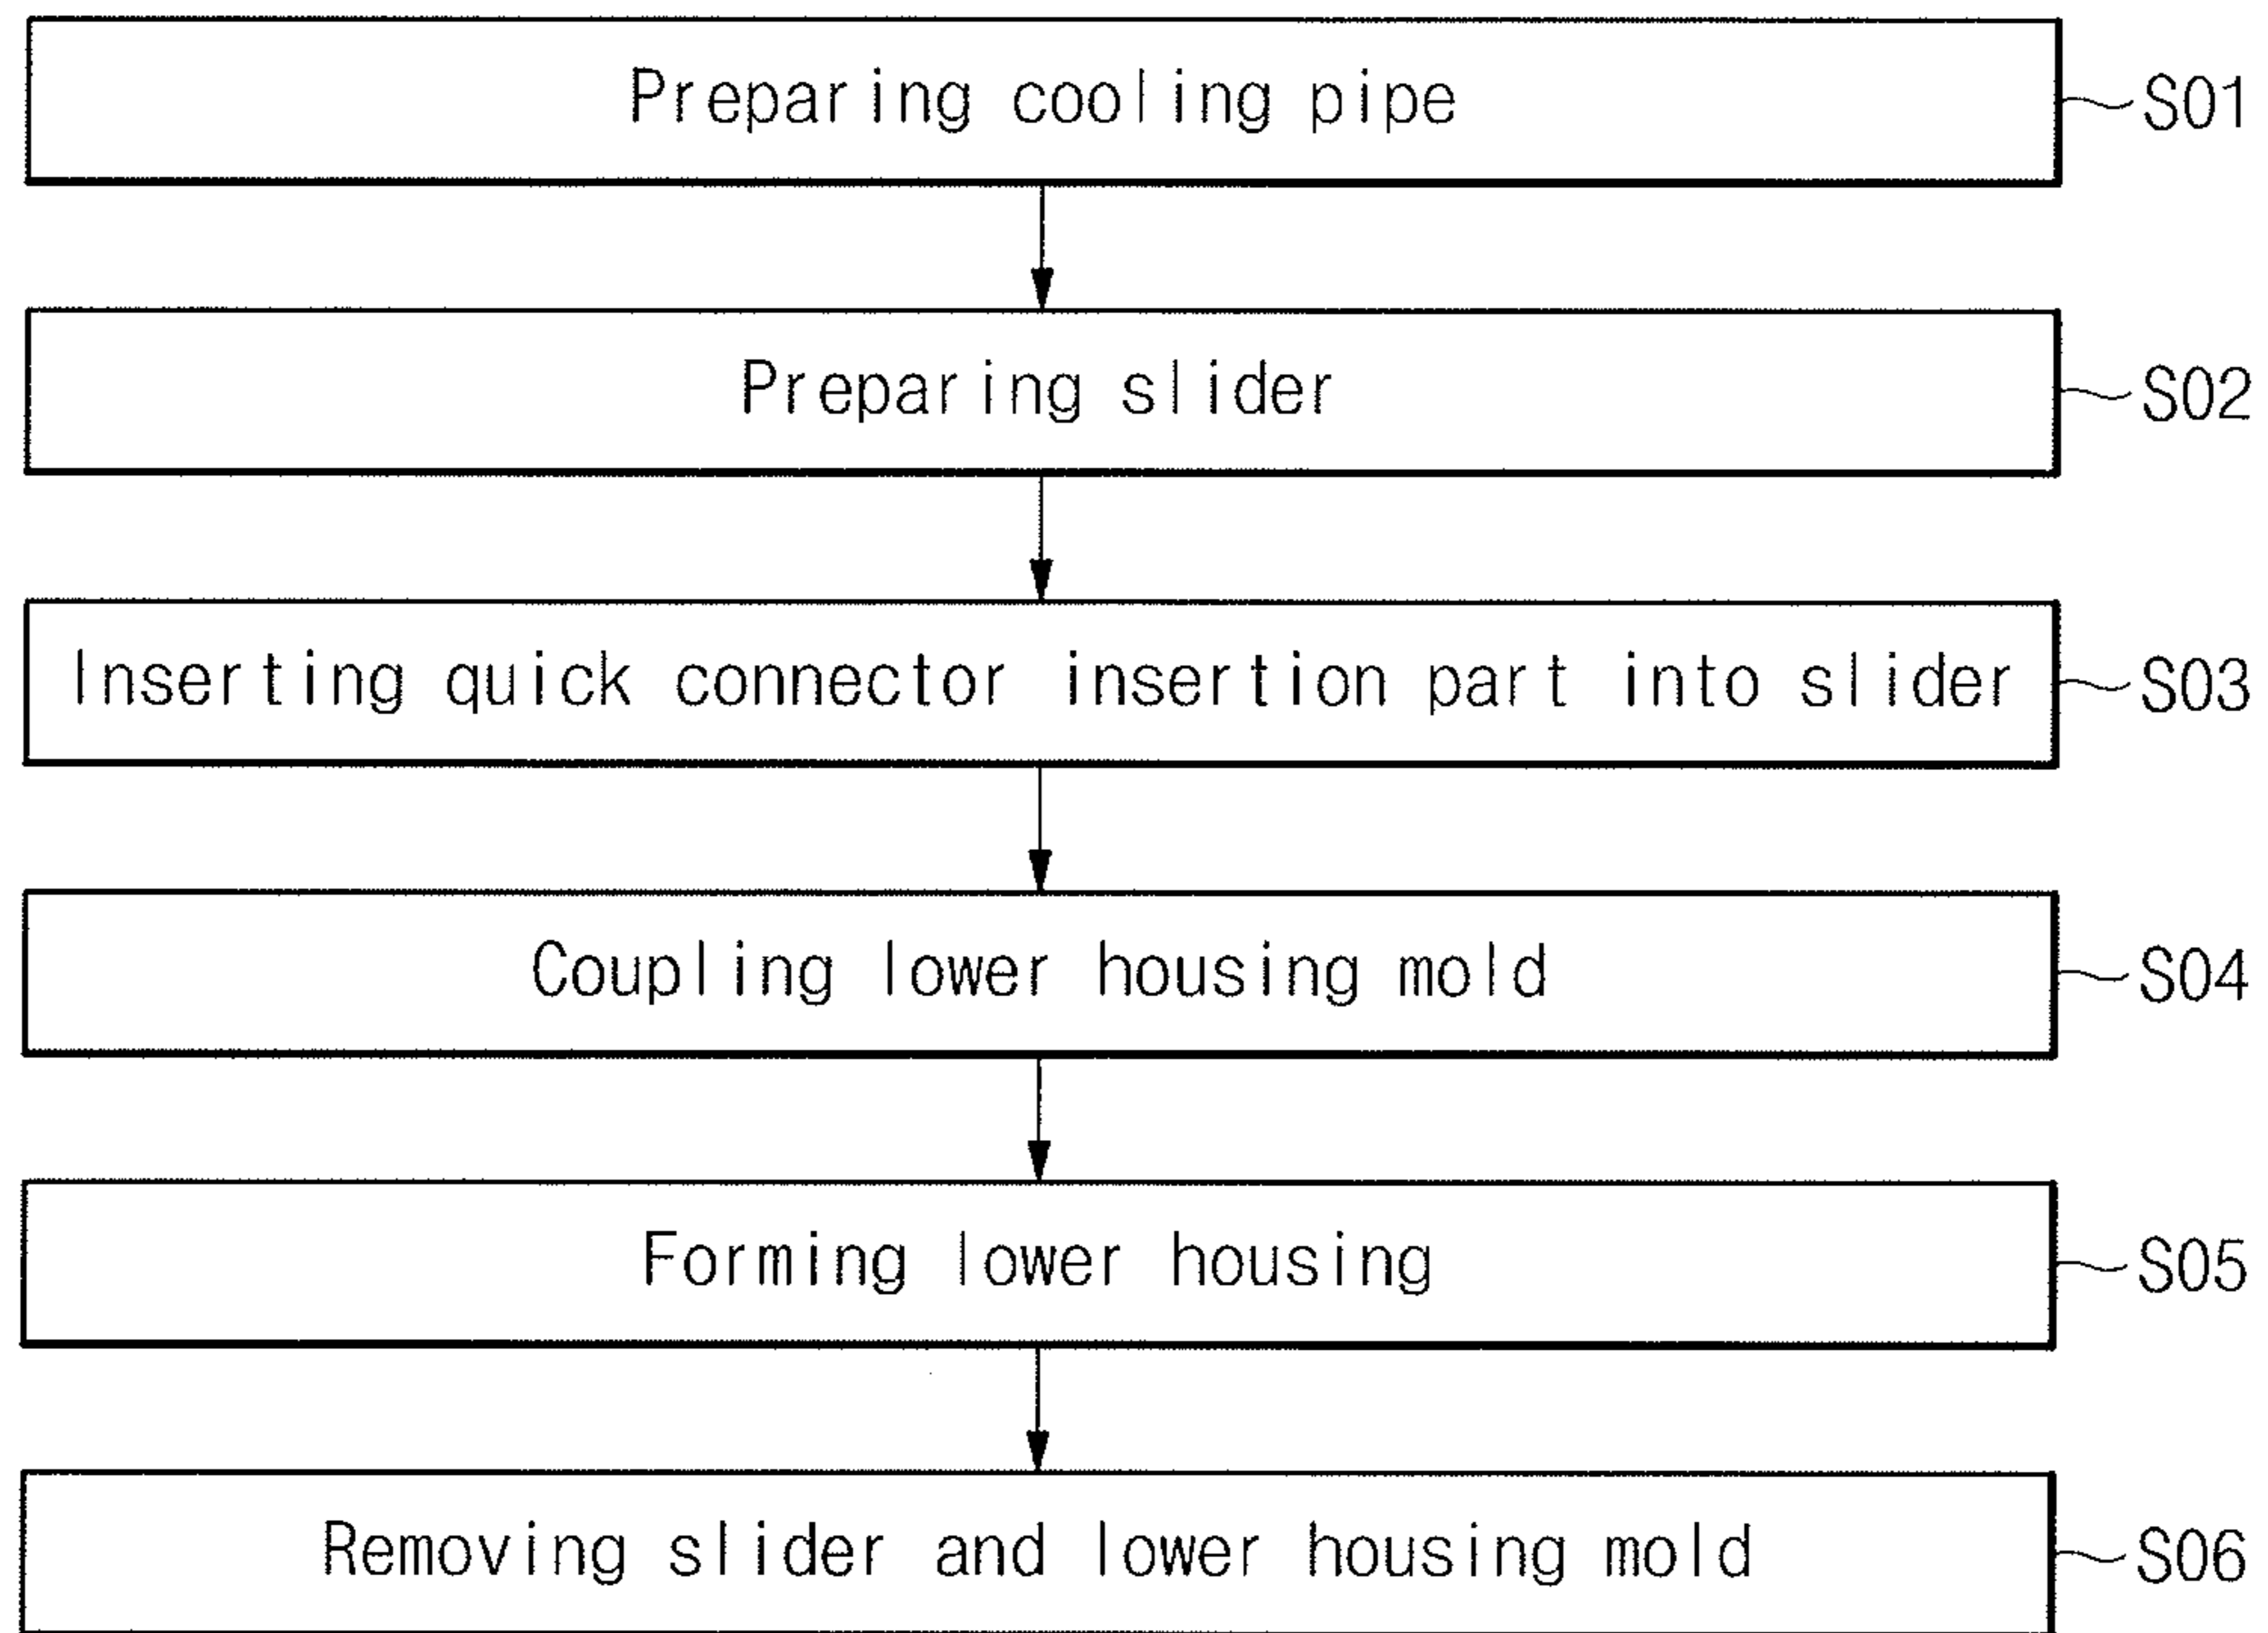 Preparing cooling pipe S01
Preparing slider S02
Inserting quick connector insertion part into slider S03
Coupling lower housing mold S04
Forming lower housing S05
Removing slider and lower housing mold S06